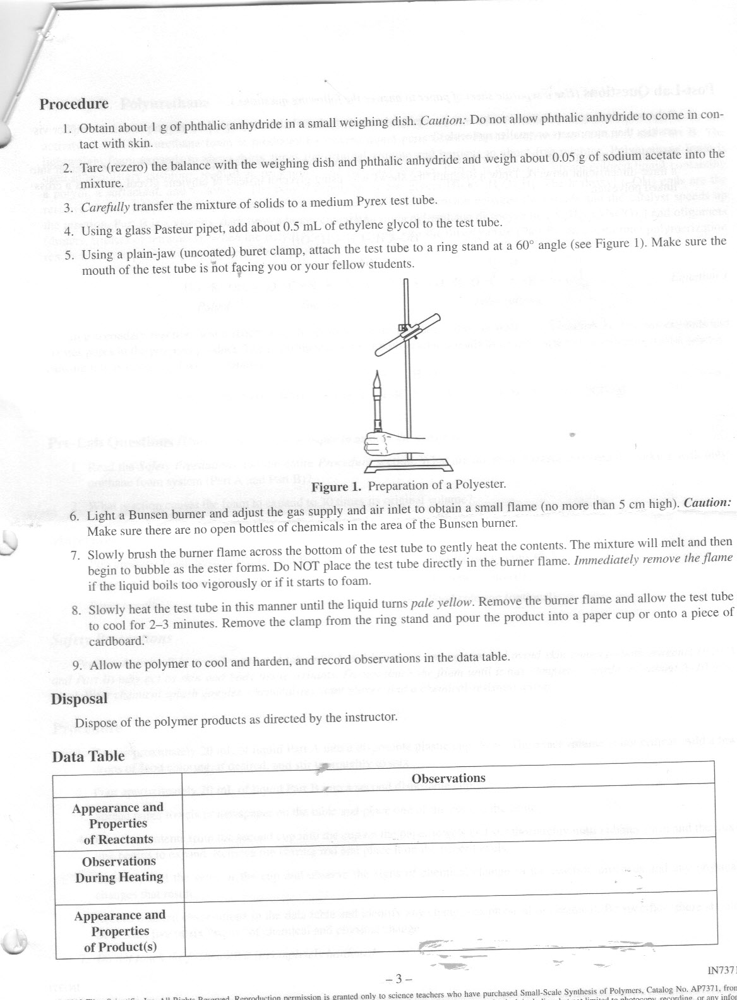 Procedure
1. Obtain about 1 g of phthalic anhydride in a small weighing dish. Caution: Do not allow phthalic anhydride to come in con-
tact with skin.
2. Tare (rezero) the balance with the weighing dish and phthalic anhydride and weigh about 0.05 g of sodium acetate into the
mixture.
3. Carefully transfer the mixture of solids to a medium Pyrex test tube.
4. Using a glass Pasteur pipet, add about 0.5 mL of ethylene glycol to the test tube.
5. Using a plain-jaw (uncoated) buret clamp, attach the test tube to a ring stand at a 60° angle (see Figure 1). Make sure the
mouth of the test tube is not facing you or your fellow students.
Figure 1. Preparation of a Polyester.
6. Light a Bunsen burner and adjust the gas supply and air inlet to obtain a small flame (no more than 5 cm high). Caution:
Make sure there are no open bottles of chemicals in the area of the Bunsen burner.
7. Slowly brush the burner flame across the bottom of the test tube to gently heat the contents. The mixture will melt and then
begin to bubble as the ester forms. Do NOT place the test tube directly in the burner flame. Immediately remove the flame
if the liquid boils too vigorously or if it starts to foam.
8. Slowly heat the test tube in this manner until the liquid turns pale yellow. Remove the burner flame and allow the test tube
to cool for 2–3 minutes. Remove the clamp from the ring stand and pour the product into a paper cup or onto a piece of
cardboard.
9. Allow the polymer to cool and harden, and record observations in the data table.
Disposal
Dispose of the polymer products as directed by the instructor.
Data Table
Observations
Appearance and
Properties
of Reactants
Observations
During Heating
Appearance and
Properties
of Product(s)
– 3 –
IN7371
Reproduction permission is granted only to science teachers who have purchased Small-Scale Synthesis of Polymers, Catalog No. AP7371, from